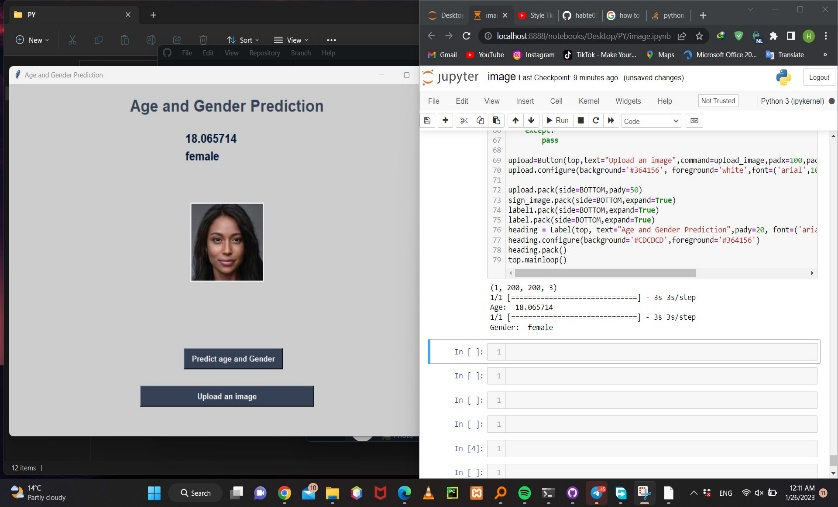 PY
New
Sort
View
File Edit View Repository Branch Help
Age and Gender Prediction
Age and Gender Prediction
18.065714
female
Predict age and Gender
Upload an image
12 items
Deskto
ima
Style Tr
habtel
how to
python
localhost:8888/notebooks/Desktop/PY/image.ipynb
Gmail YouTube Instagram TikTok - Make Your... Maps Microsoft Office 20... Translate
jupyter image Last Checkpoint: 9 minutes ago (unsaved changes)
Logout
File Edit View Insert Cell Kernel Widgets Help Not Trusted Python 3 (ipykernel)
Run Code
66 except:
67 pass
68
69 upload=Button(top,text="Upload an image",command=upload_image,padx=100,pad
70 upload.configure(background='#364156', foreground='white',font=('arial',10
71
72 upload.pack(side=BOTTOM,pady=50)
73 sign_image.pack(side=BOTTOM,expand=True)
74 label1.pack(side=BOTTOM,expand=True)
75 label.pack(side=BOTTOM,expand=True)
76 heading = Label(top, text="Age and Gender Prediction",pady=20, font=('aria
77 heading.configure(background='#CDCDCD',foreground='#364156')
78 heading.pack()
79 top.mainloop()
(1, 200, 200, 3)
1/1 [==============================] - 3s 3s/step
Age: 18.065714
1/1 [==============================] - 3s 3s/step
Gender: female
In [ ]: 1
In [ ]: 1
In [ ]: 1
In [ ]: 1
In [4]: 1
In [ ]: 1
14°C
Partly cloudy
Search
10
ENG
12:11 AM
1/26/2023